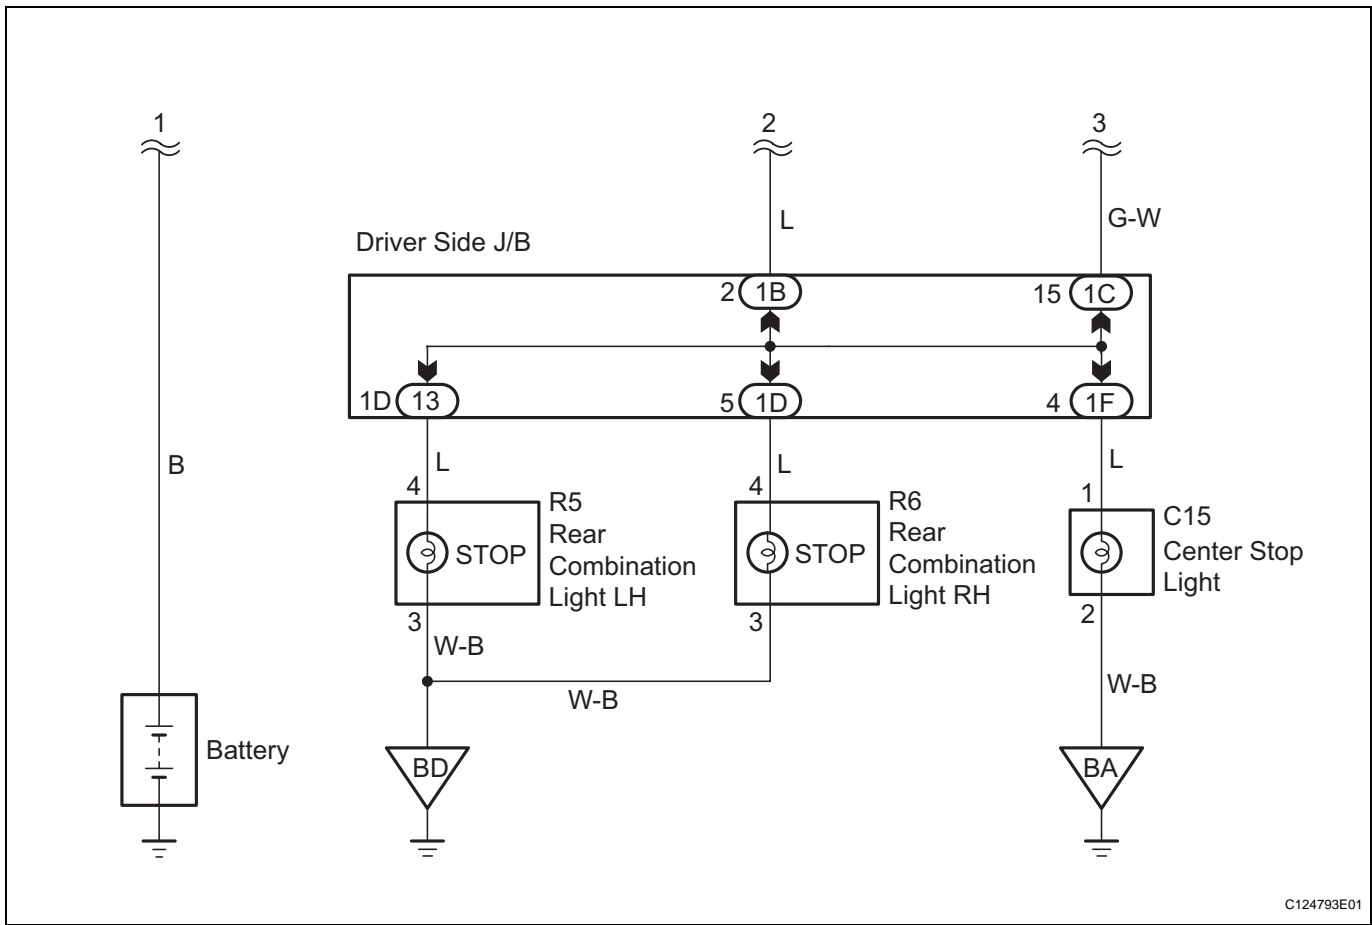 1
2
3
L
G-W
Driver Side J/B
2 1B
15 1C
1D 13
5 1D
4 1F
B
L
L
L
4
R5
Rear
Combination
Light LH
STOP
3
4
R6
Rear
Combination
Light RH
STOP
3
1
C15
Center Stop
Light
2
W-B
W-B
W-B
Battery
BD
BA
C124793E01